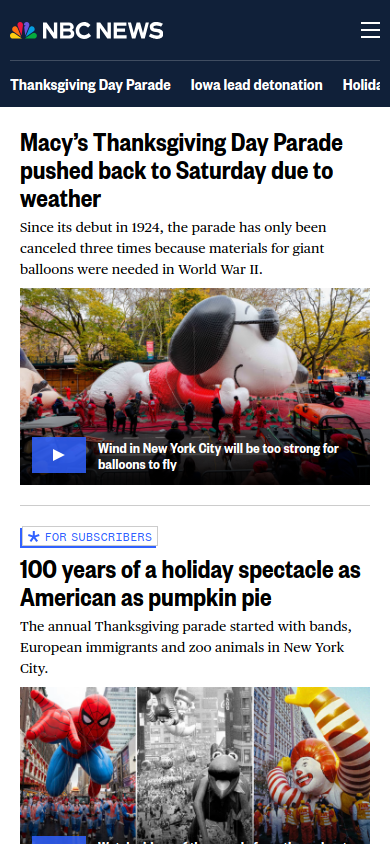 NBC NEWS
Thanksgiving Day Parade Iowa lead detonation Holida
Macy’s Thanksgiving Day Parade
pushed back to Saturday due to
weather
Since its debut in 1924, the parade has only been
canceled three times because materials for giant
balloons were needed in World War II.
Wind in New York City will be too strong for
balloons to fly
FOR SUBSCRIBERS
100 years of a holiday spectacle as
American as pumpkin pie
The annual Thanksgiving parade started with bands,
European immigrants and zoo animals in New York
City.